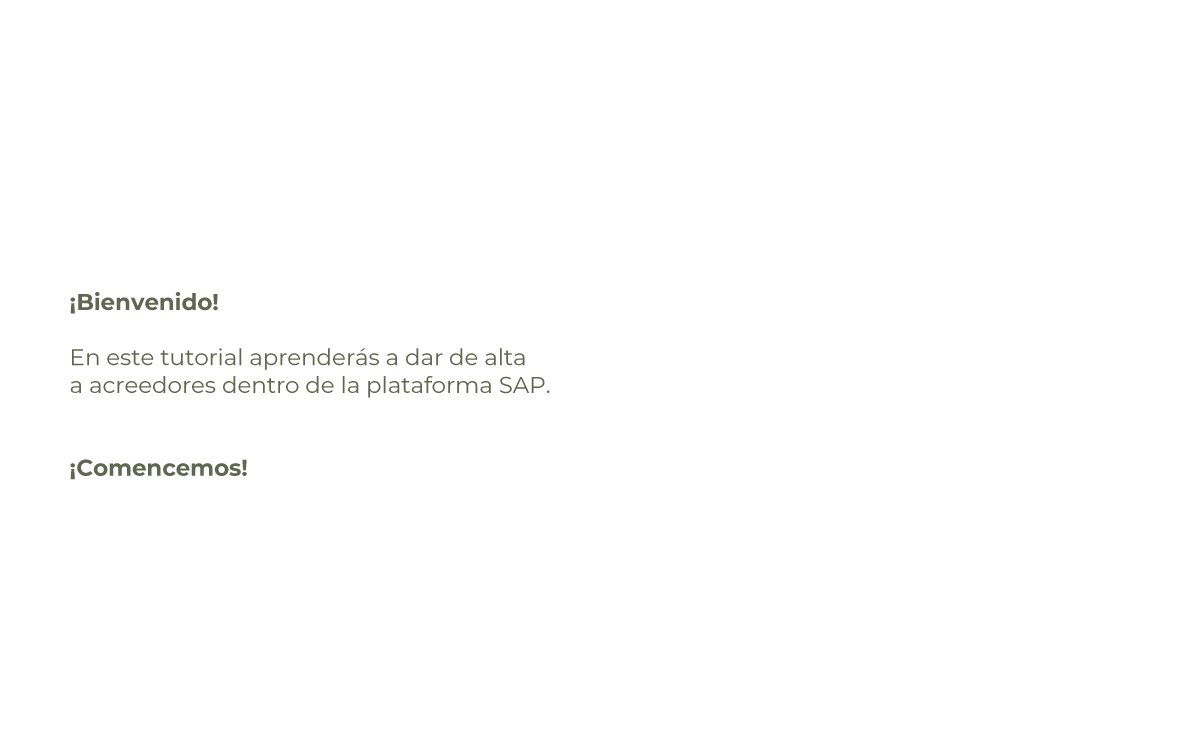 ¡Bienvenido!
En este tutorial aprenderás a dar de alta
a acreedores dentro de la plataforma SAP.
¡Comencemos!